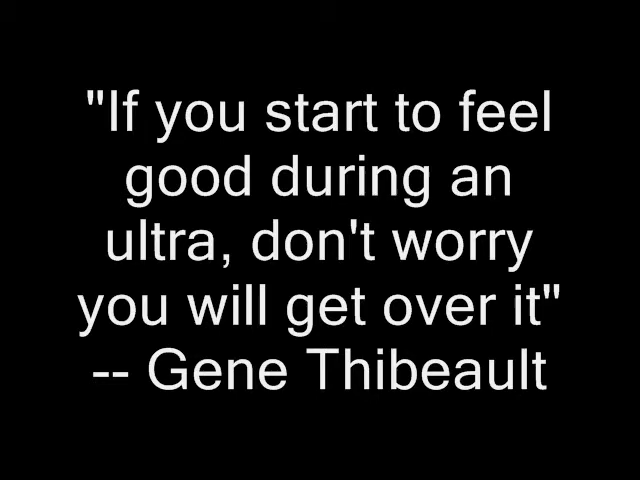 "If you start to feel
good during an
ultra, don't worry
you will get over it"
-- Gene Thibeault